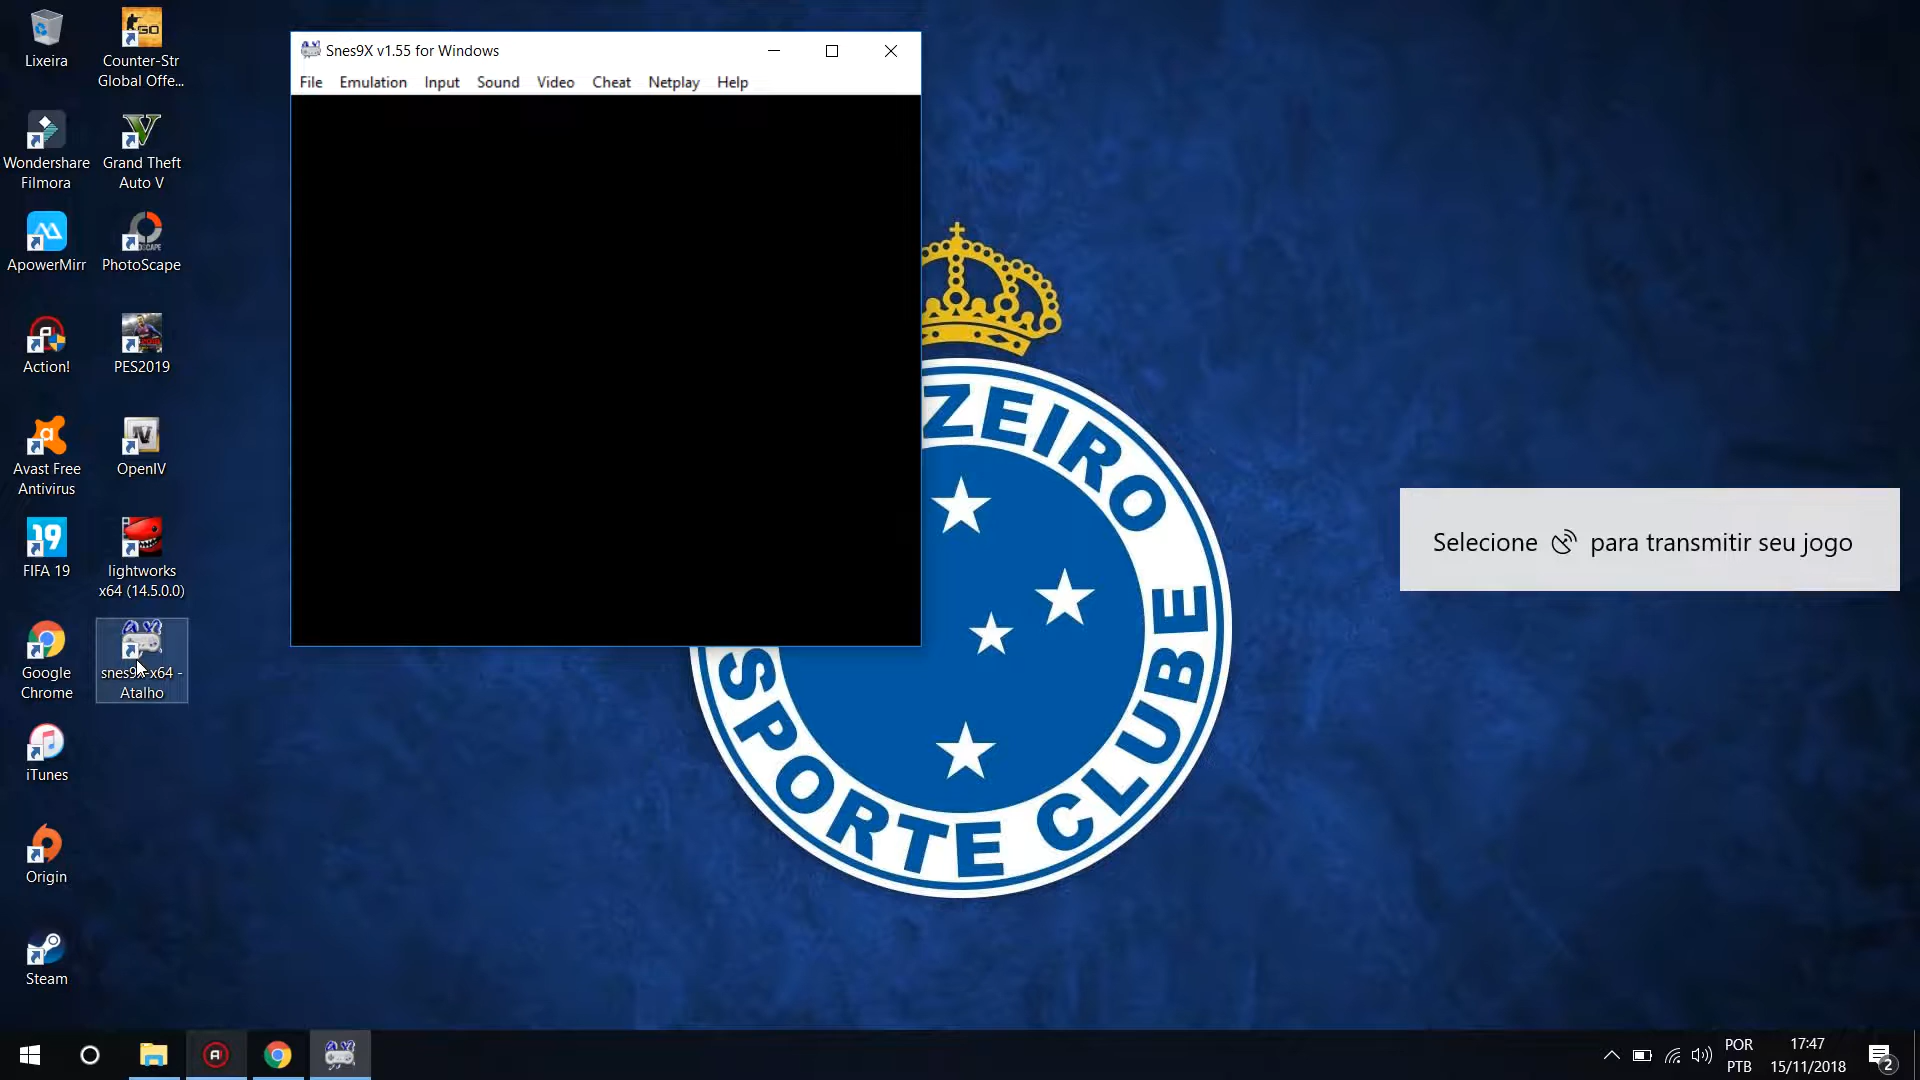 Lixeira
Counter-Str
Global Offe...
Wondershare
Filmora
Grand Theft
Auto V
ApowerMirr
PhotoScape
Action!
PES2019
Avast Free
Antivirus
OpenIV
FIFA 19
lightworks
x64 (14.5.0.0)
Google
Chrome
snes9x-x64 -
Atalho
iTunes
Origin
Steam
Snes9X v1.55 for Windows
File Emulation Input Sound Video Cheat Netplay Help
ZEIRO
ESPORTE CLUBE
Selecione para transmitir seu jogo
POR
PTB
17:47
15/11/2018
2